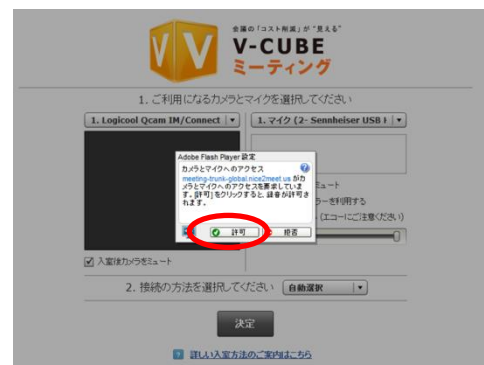 会議の「コスト削減」が"見える"
V-CUBE
ミーティング
1. ご利用になるカメラとマイクを選択してください
1. Logicool Qcam IM/Connect
1. マイク (2- Sennheiser USB
Adobe Flash Player 設定
カメラとマイクへのアクセス
meeting-trunk-global.nice2meet.us がカ
メラとマイクへのアクセスを要求していま
す。[許可] をクリックすると、録音が許可さ
れます。
ミュート
ーを利用する
(エコーにご注意ください)
許可
拒否
入室後カメラをミュート
2. 接続の方法を選択してください
自動選択
決定
詳しい入室方法のご案内はこちら